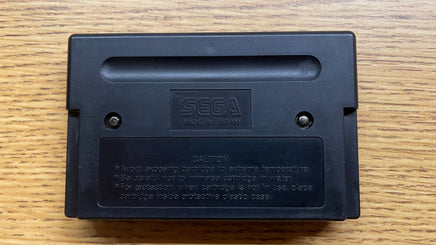 SEGA
MADE IN JAPAN
CAUTION
*Avoid exposing cartridge to extreme temperature.
*Be careful not to immerse cartridge in water.
*For protection, when cartridge is not in use, place
cartridge inside protective plastic case.